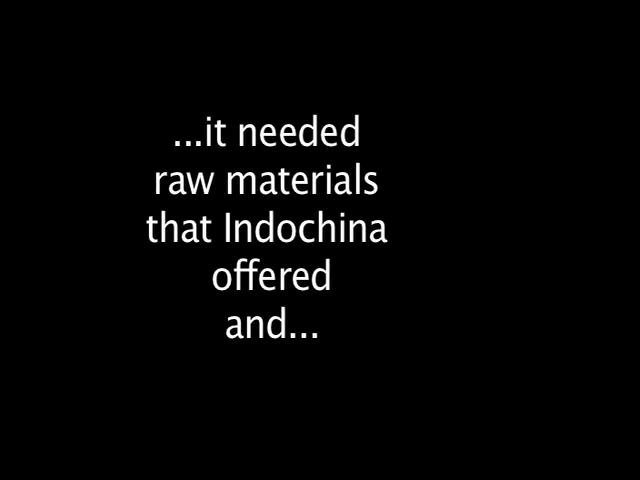 ...it needed
raw materials
that Indochina
offered
and...